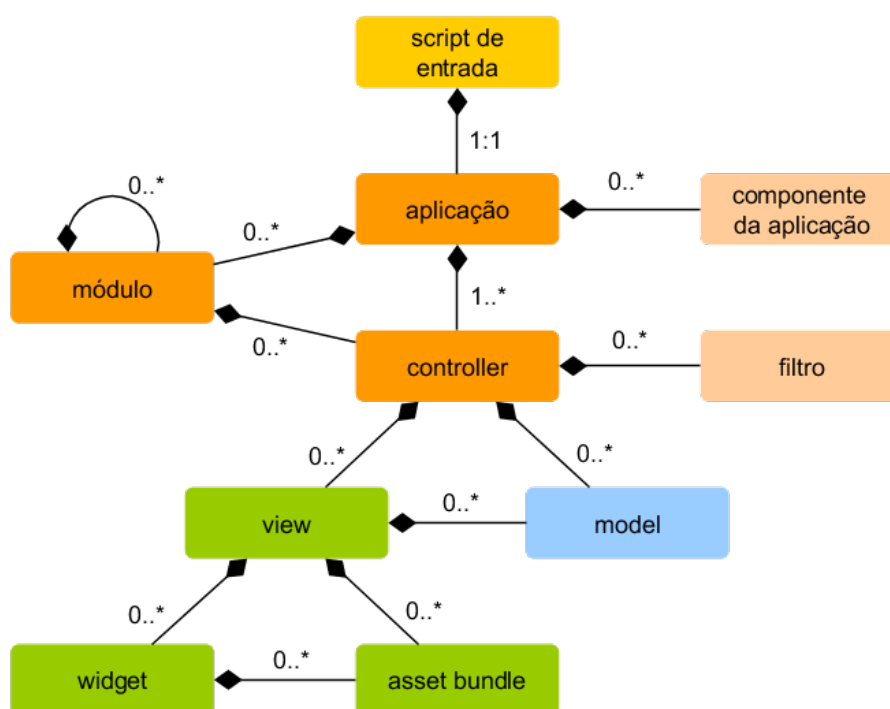 script de
entrada
1:1
0..*
0..*
aplicação
componente
da aplicação
0..*
módulo
1..*
0..*
controller
0..*
filtro
0..*
0..*
view
0..*
model
0..*
0..*
widget
0..*
asset bundle